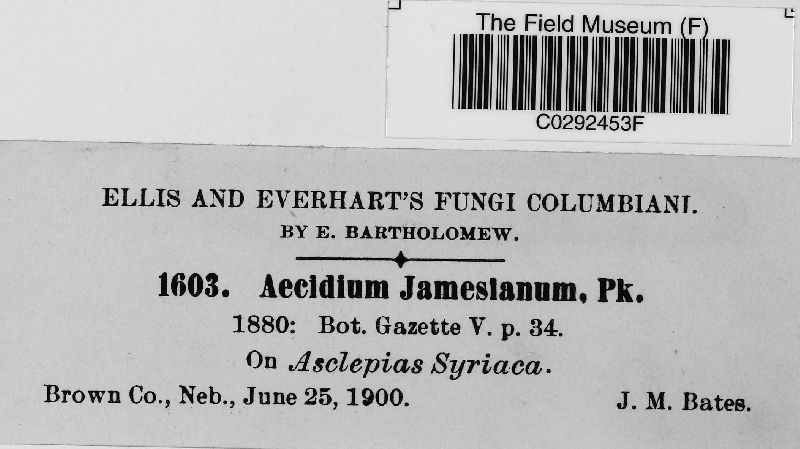 The Field Museum (F)
C0292453F
ELLIS AND EVERHART'S FUNGI COLUMBIANI.
BY E. BARTHOLOMEW.
1603. Aecidium Jamesianum, Pk.
1880: Bot. Gazette V. p. 34.
On Asclepias Syriaca.
Brown Co., Neb., June 25, 1900. J. M. Bates.